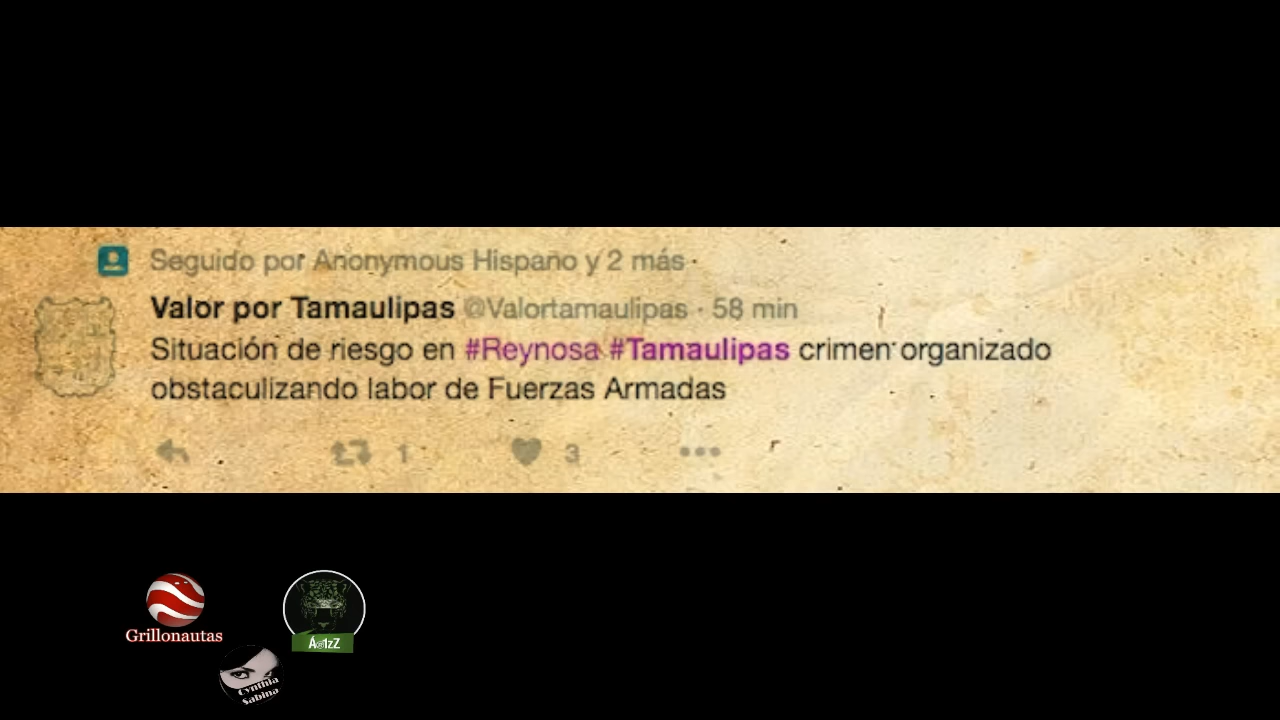 Seguido por Anonymous Hispano y 2 más
Valor por Tamaulipas @Valortamaulipas · 58 min
Situación de riesgo en #Reynosa #Tamaulipas crimen organizado
obstaculizando labor de Fuerzas Armadas
1 3
Grillonautas
Cynthia
Sabina